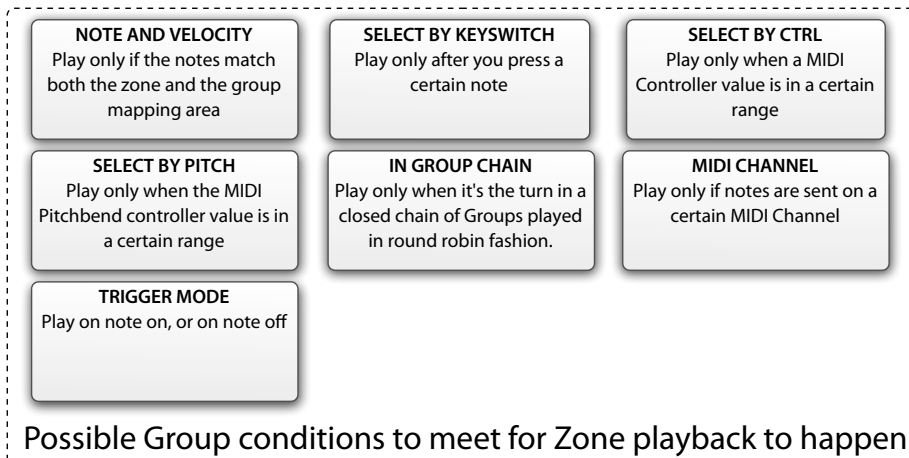 NOTE AND VELOCITY
Play only if the notes match
both the zone and the group
mapping area
SELECT BY KEYSWITCH
Play only after you press a
certain note
SELECT BY CTRL
Play only when a MIDI
Controller value is in a certain
range
SELECT BY PITCH
Play only when the MIDI
Pitchbend controller value is in
a certain range
IN GROUP CHAIN
Play only when it's the turn in a
closed chain of Groups played
in round robin fashion.
MIDI CHANNEL
Play only if notes are sent on a
certain MIDI Channel
TRIGGER MODE
Play on note on, or on note off
Possible Group conditions to meet for Zone playback to happen